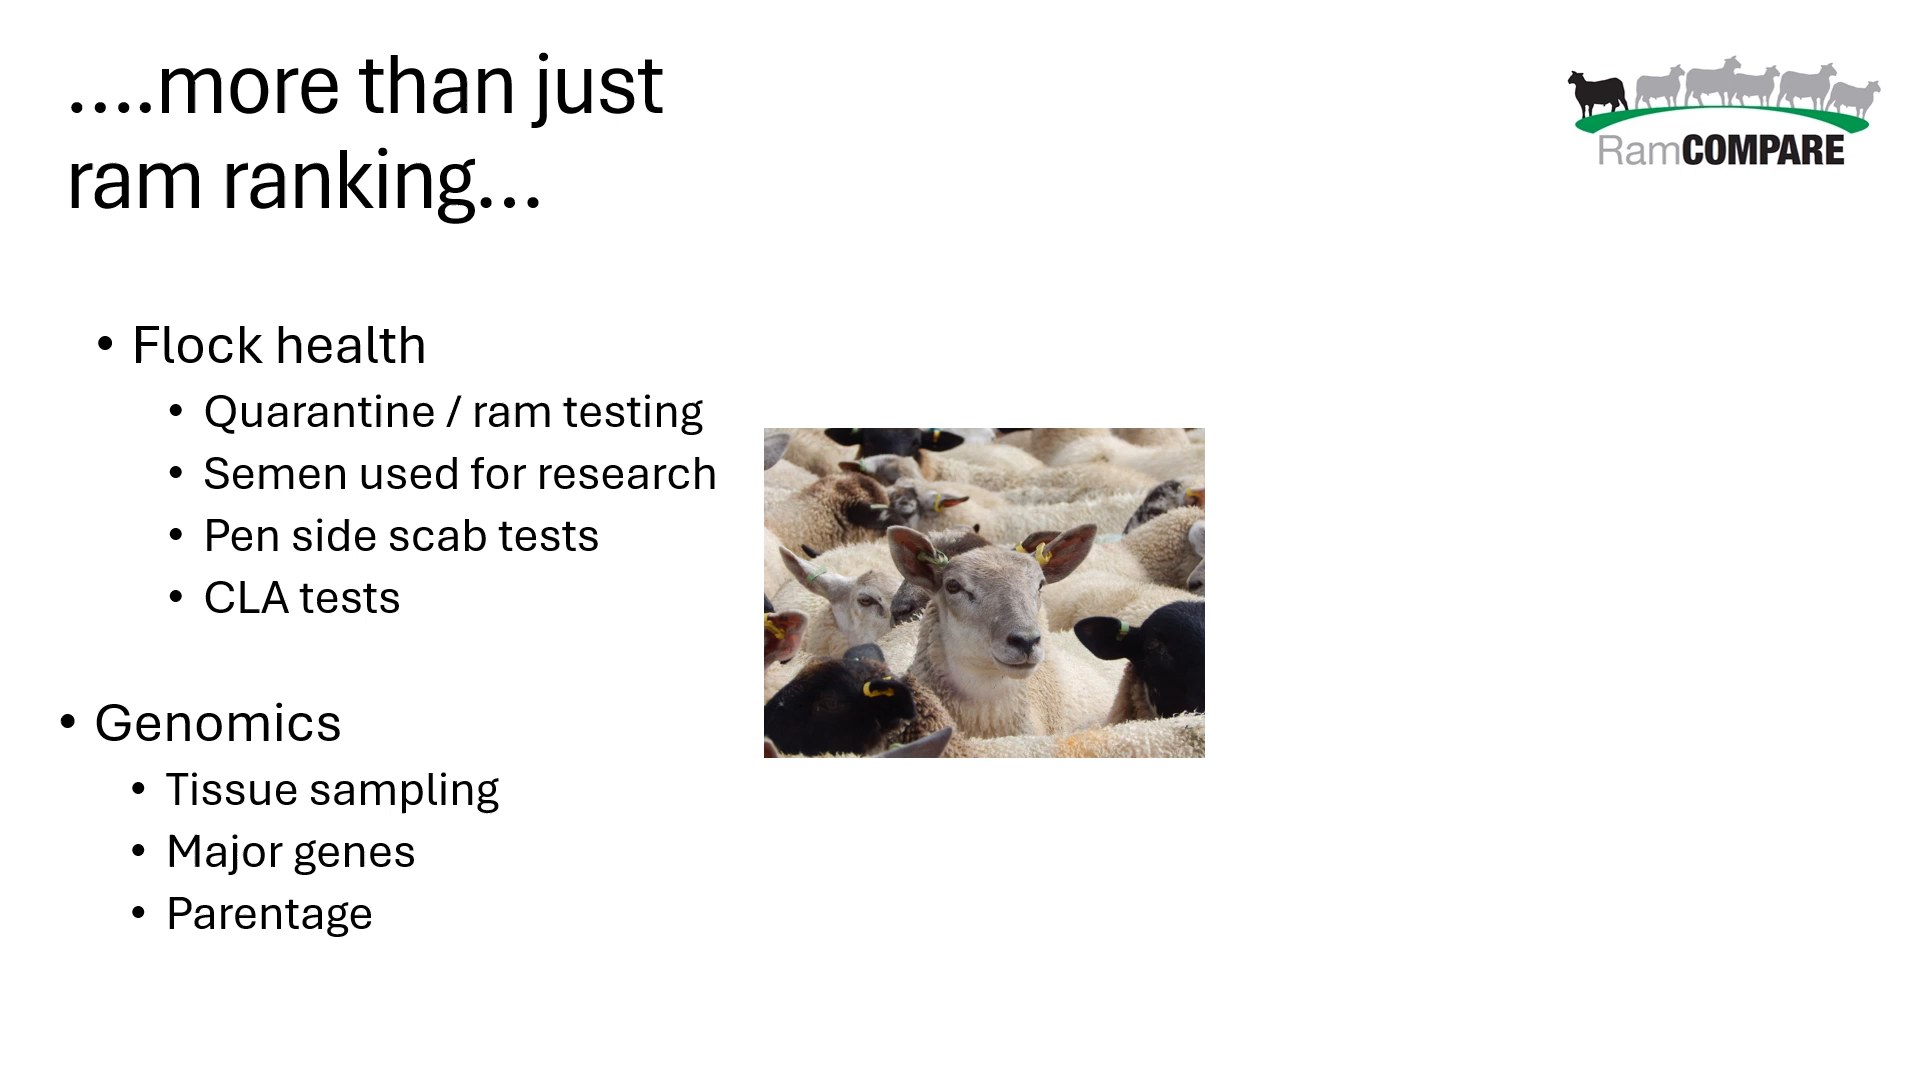 ....more than just
ram ranking...
RamCOMPARE
• Flock health
• Quarantine / ram testing
• Semen used for research
• Pen side scab tests
• CLA tests
• Genomics
• Tissue sampling
• Major genes
• Parentage